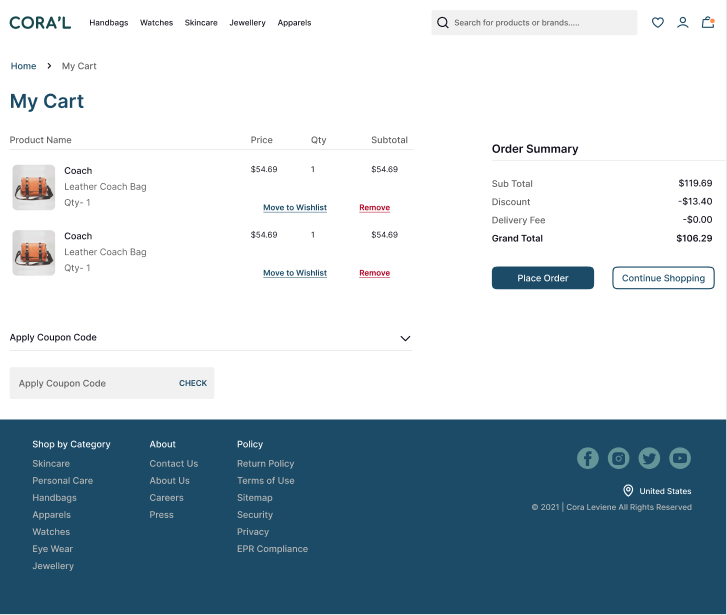 CORA'L
Handbags Watches Skincare Jewellery Apparels
Search for products or brands.....
Home > My Cart
My Cart
Product Name Price Qty Subtotal
Coach $54.69 1 $54.69
Leather Coach Bag
Qty- 1
Move to Wishlist Remove
Coach $54.69 1 $54.69
Leather Coach Bag
Qty- 1
Move to Wishlist Remove
Order Summary
Sub Total $119.69
Discount -$13.40
Delivery Fee -$0.00
Grand Total $106.29
Place Order Continue Shopping
Apply Coupon Code
Apply Coupon Code CHECK
Shop by Category
Skincare
Personal Care
Handbags
Apparels
Watches
Eye Wear
Jewellery
About
Contact Us
About Us
Careers
Press
Policy
Return Policy
Terms of Use
Sitemap
Security
Privacy
EPR Compliance
United States
© 2021 | Cora Leviene All Rights Reserved